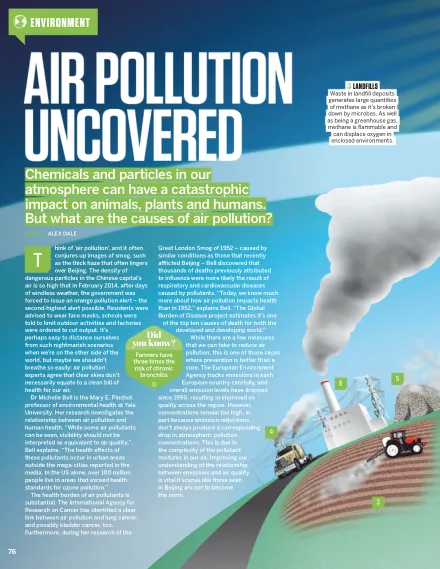 ENVIRONMENT
AIR POLLUTION
UNCOVERED
Chemicals and particles in our
atmosphere can have a catastrophic
impact on animals, plants and humans.
But what are the causes of air pollution?
ALEX DALE
LANDFILLS
Waste in landfill deposits
generates large quantities
of methane as it's broken
down by microbes. As well
as being a greenhouse gas,
methane is flammable and
can displace oxygen in
enclosed environments.
Think of 'air pollution', and it often
conjures up images of smog, such
as the thick haze that often lingers
over Beijing. The density of
dangerous particles in the Chinese capital's
air is so high that in February 2014, after days
of windless weather, the government was
forced to issue an orange pollution alert – the
second-highest alert possible. Residents were
advised to wear face masks, schools were
told to limit outdoor activities and factories
were ordered to cut output. It's
perhaps easy to distance ourselves
from such nightmarish scenarios
when we're on the other side of the
world, but maybe we shouldn't
breathe so easily: air pollution
experts agree that clear skies don't
necessarily equate to a clean bill of
health for our air.
Dr Michelle Bell is the Mary E. Pinchot
professor of environmental health at Yale
University. Her research investigates the
relationship between air pollution and
human health. "While some air pollutants
can be seen, visibility should not be
interpreted as equivalent to air quality,"
Bell explains. "The health effects of
these pollutants occur in urban areas
outside the mega-cities reported in the
media. In the US alone, over 100 million
people live in areas that exceed health
standards for ozone pollution."
The health burden of air pollutants is
substantial. The International Agency for
Research on Cancer has identified a clear
link between air pollution and lung cancer,
and possibly bladder cancer, too.
Furthermore, during her research of the
Great London Smog of 1952 – caused by
similar conditions as those that recently
afflicted Beijing – Bell discovered that
thousands of deaths previously attributed
to influenza were more likely the result of
respiratory and cardiovascular diseases
caused by pollutants. "Today, we know much
more about how air pollution impacts health
than in 1952," explains Bell. "The Global
Burden of Disease project estimates it's one
of the top ten causes of death for both the
developed and developing world."
While there are a few measures
that we can take to reduce air
pollution, this is one of those cases
where prevention is better than a
cure. The European Environment
Agency tracks emissions in each
European country carefully, and
overall emission levels have dropped
since 1990, resulting in improved air
quality across the region. However,
concentrations remain too high, in
part because emission reductions
don't always produce a corresponding
drop in atmospheric pollution
concentrations. This is due to
the complexity of the pollutant
mixtures in our air. Improving our
understanding of the relationship
between emissions and air quality
is vital if scenes like those seen
in Beijing are not to become
the norm.
Did
you know?
Farmers have
three times the
risk of chronic
bronchitis
6
5
4
3
76